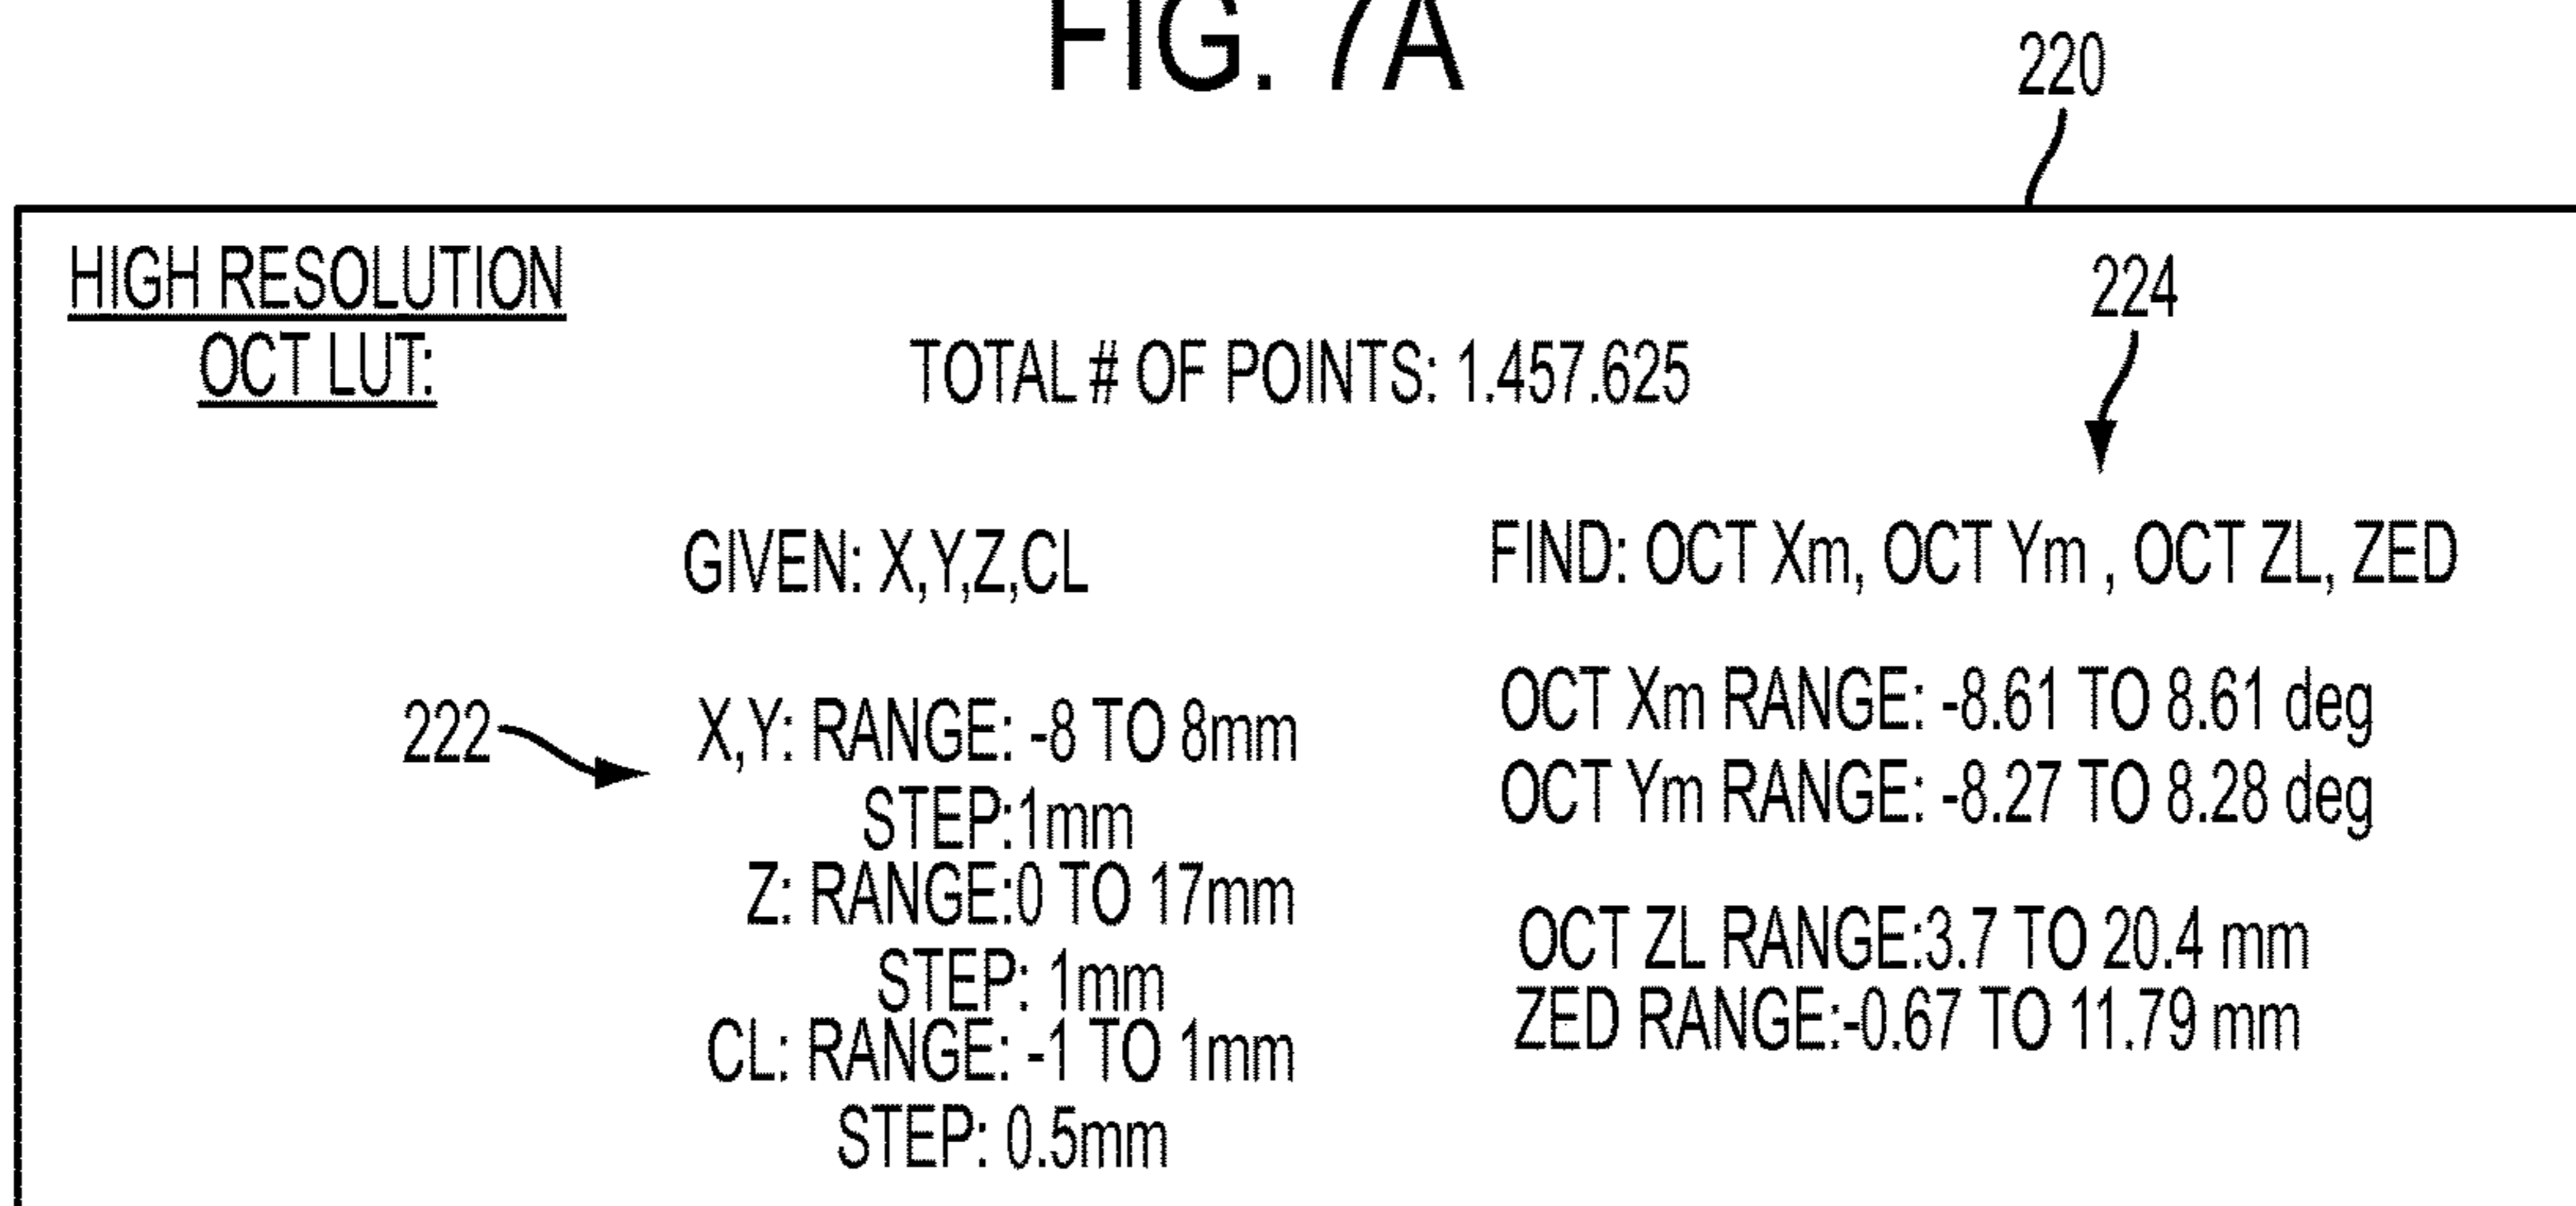 FIG. 7A
220
HIGH RESOLUTION
OCT LUT:
224
TOTAL # OF POINTS: 1.457.625
GIVEN: X,Y,Z,CL
FIND: OCT Xm, OCT Ym , OCT ZL, ZED
222
X,Y: RANGE: -8 TO 8mm
STEP:1mm
Z: RANGE:0 TO 17mm
STEP: 1mm
CL: RANGE: -1 TO 1mm
STEP: 0.5mm
OCT Xm RANGE: -8.61 TO 8.61 deg
OCT Ym RANGE: -8.27 TO 8.28 deg
OCT ZL RANGE:3.7 TO 20.4 mm
ZED RANGE:-0.67 TO 11.79 mm